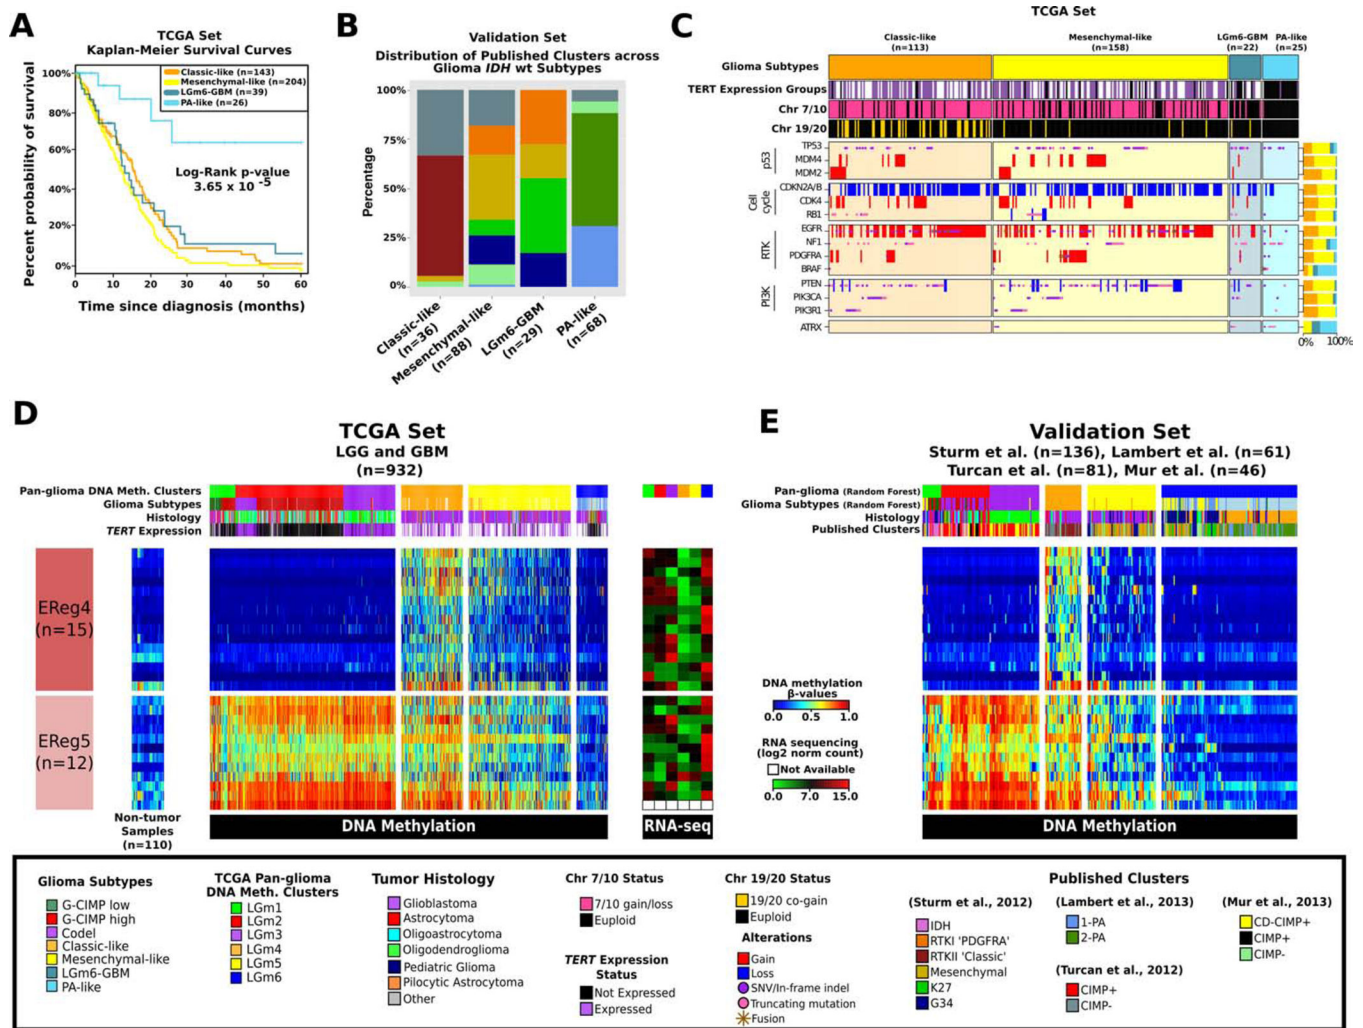 A
TCGA Set
Kaplan-Meier Survival Curves
Percent probability of survival
100%
80%
60%
40%
20%
0%
Classic-like (n=143)
Mesenchymal-like (n=204)
LGm6-GBM (n=39)
PA-like (n=26)
Log-Rank p-value
3.65 x 10 -5
0 10 20 30 40 50 60
Time since diagnosis (months)
B
Validation Set
Distribution of Published Clusters across
Glioma IDH wt Subtypes
Percentage
100%
75%
50%
25%
0%
Classic-like
(n=36)
Mesenchymal-like
(n=88)
LGm6-GBM
(n=29)
PA-like
(n=68)
C
TCGA Set
Classic-like
(n=113)
Mesenchymal-like
(n=158)
LGm6-GBM
(n=22)
PA-like
(n=25)
Glioma Subtypes
TERT Expression Groups
Chr 7/10
Chr 19/20
p53
TP53
MDM4
MDM2
Cell cycle
CDKN2A/B
CDK4
RB1
RTK
EGFR
NF1
PDGFRA
BRAF
PI3K
PTEN
PIK3CA
PIK3R1
ATRX
0% 100%
D
TCGA Set
LGG and GBM
(n=932)
Pan-glioma DNA Meth. Clusters
Glioma Subtypes
Histology
TERT Expression
EReg4
(n=15)
EReg5
(n=12)
Non-tumor
Samples
(n=110)
DNA Methylation
RNA-seq
DNA methylation
β-values
0.0 0.5 1.0
RNA sequencing
(log2 norm count)
Not Available
0.0 7.0 15.0
E
Validation Set
Sturm et al. (n=136), Lambert et al. (n=61)
Turcan et al. (n=81), Mur et al. (n=46)
Pan-glioma (Random Forest)
Glioma Subtypes (Random Forest)
Histology
Published Clusters
DNA Methylation
Glioma Subtypes
G-CIMP low
G-CIMP high
Codel
Classic-like
Mesenchymal-like
LGm6-GBM
PA-like
TCGA Pan-glioma
DNA Meth. Clusters
LGm1
LGm2
LGm3
LGm4
LGm5
LGm6
Tumor Histology
Glioblastoma
Astrocytoma
Oligoastrocytoma
Oligodendroglioma
Pediatric Glioma
Pilocytic Astrocytoma
Other
Chr 7/10 Status
7/10 gain/loss
Euploid
TERT Expression
Status
Not Expressed
Expressed
Chr 19/20 Status
19/20 co-gain
Euploid
Alterations
Gain
Loss
SNV/In-frame indel
Truncating mutation
Fusion
Published Clusters
(Sturm et al., 2012)
IDH
RTKI 'PDGFRA'
RTKII 'Classic'
Mesenchymal
K27
G34
(Lambert et al., 2013)
1-PA
2-PA
(Turcan et al., 2012)
CIMP+
CIMP-
(Mur et al., 2013)
CD-CIMP+
CIMP+
CIMP-